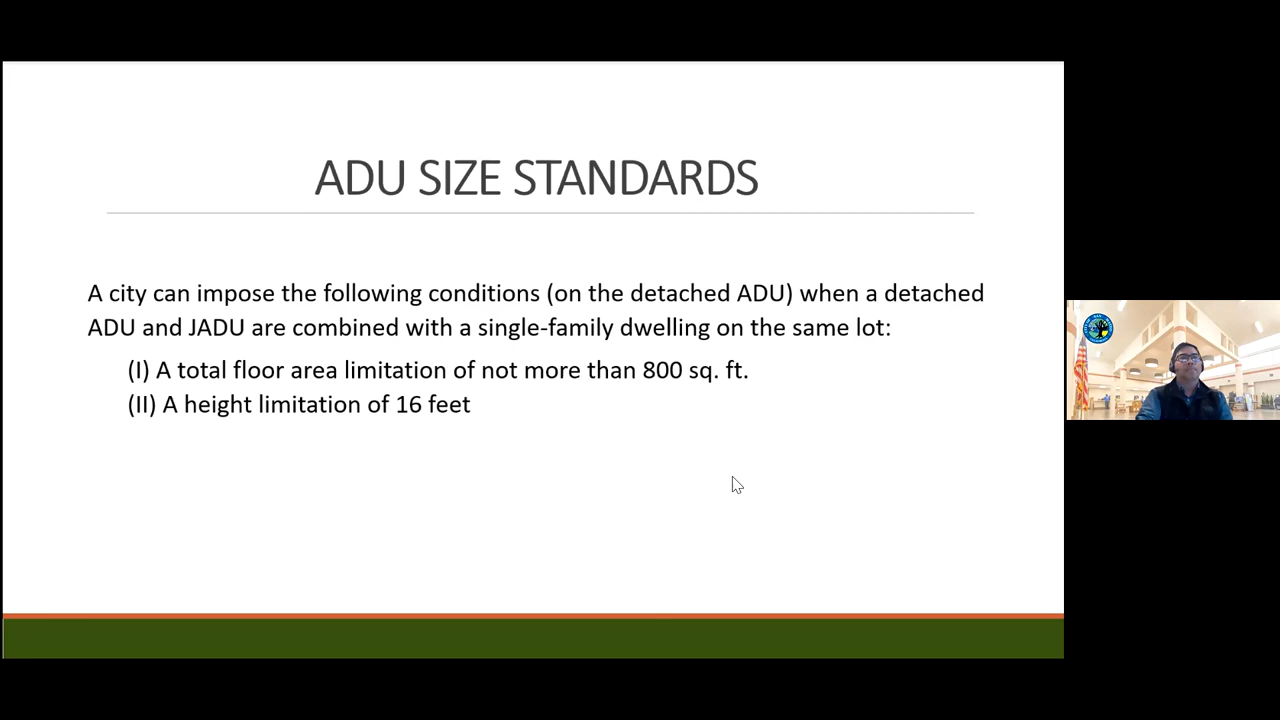 ADU SIZE STANDARDS
A city can impose the following conditions (on the detached ADU) when a detached
ADU and JADU are combined with a single-family dwelling on the same lot:
(I) A total floor area limitation of not more than 800 sq. ft.
(II) A height limitation of 16 feet